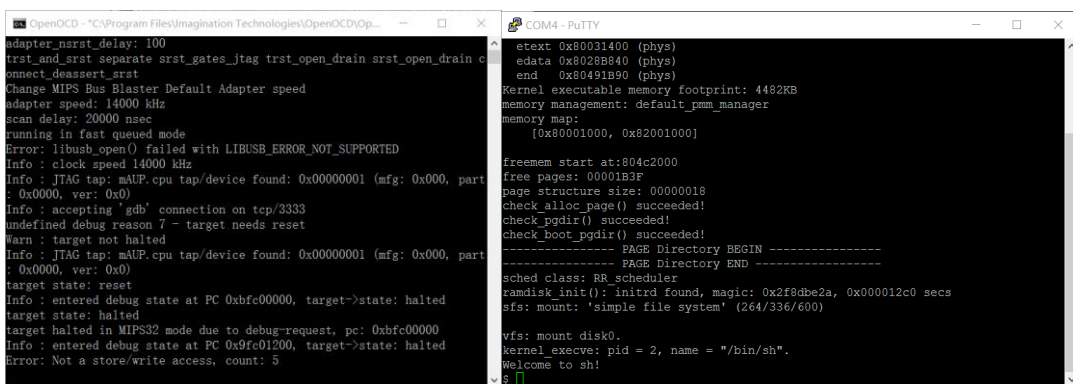 OpenOCD - "C:\Program Files\Imagination Technologies\OpenOCD\Op...
adapter_nsrst_delay: 100
trst_and_srst separate srst_gates_jtag trst_open_drain srst_open_drain c
onnect_deassert_srst
Change MIPS Bus Blaster Default Adapter speed
adapter speed: 14000 kHz
scan delay: 20000 nsec
running in fast queued mode
Error: libusb_open() failed with LIBUSB_ERROR_NOT_SUPPORTED
Info : clock speed 14000 kHz
Info : JTAG tap: mAUP.cpu tap/device found: 0x00000001 (mfg: 0x000, part
: 0x0000, ver: 0x0)
Info : accepting 'gdb' connection on tcp/3333
undefined debug reason 7 - target needs reset
Warn : target not halted
Info : JTAG tap: mAUP.cpu tap/device found: 0x00000001 (mfg: 0x000, part
: 0x0000, ver: 0x0)
target state: reset
Info : entered debug state at PC 0xbfc00000, target->state: halted
target state: halted
target halted in MIPS32 mode due to debug-request, pc: 0xbfc00000
Info : entered debug state at PC 0x9fc01200, target->state: halted
Error: Not a store/write access, count: 5
COM4 - PuTTY
etext 0x80031400 (phys)
edata 0x8028B840 (phys)
end 0x80491B90 (phys)
Kernel executable memory footprint: 4482KB
memory management: default_pmm_manager
memory map:
[0x80001000, 0x82001000]
freemem start at:804c2000
free pages: 00001B3F
page structure size: 00000018
check_alloc_page() succeeded!
check_pgdir() succeeded!
check_boot_pgdir() succeeded!
---------------- PAGE Directory BEGIN ----------------
---------------- PAGE Directory END ------------------
sched class: RR_scheduler
ramdisk_init(): initrd found, magic: 0x2f8dbe2a, 0x000012c0 secs
sfs: mount: 'simple file system' (264/336/600)
vfs: mount disk0.
kernel_execve: pid = 2, name = "/bin/sh".
Welcome to sh!
$